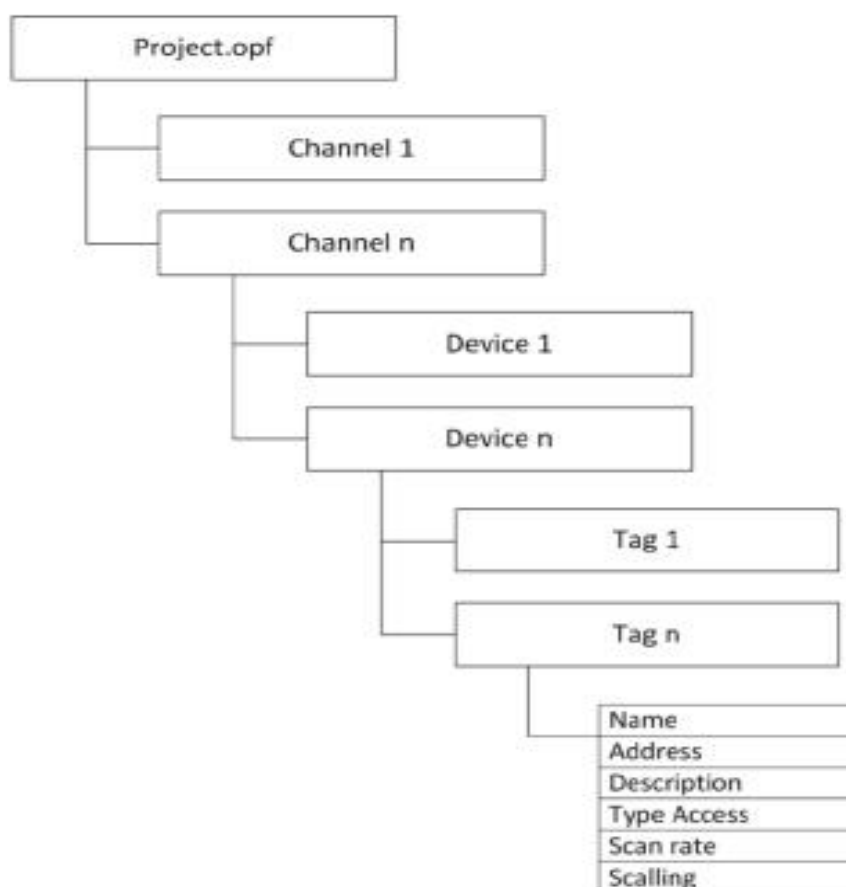 Project.opf
Channel 1
Channel n
Device 1
Device n
Tag 1
Tag n
Name
Address
Description
Type Access
Scan rate
Scalling